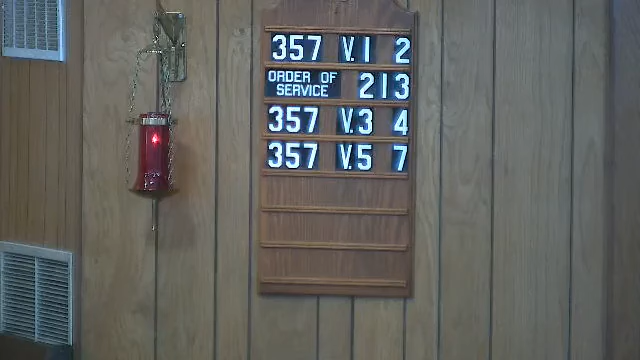 357 V.1 2
ORDER OF
SERVICE 213
357 V.3 4
357 V.5 7